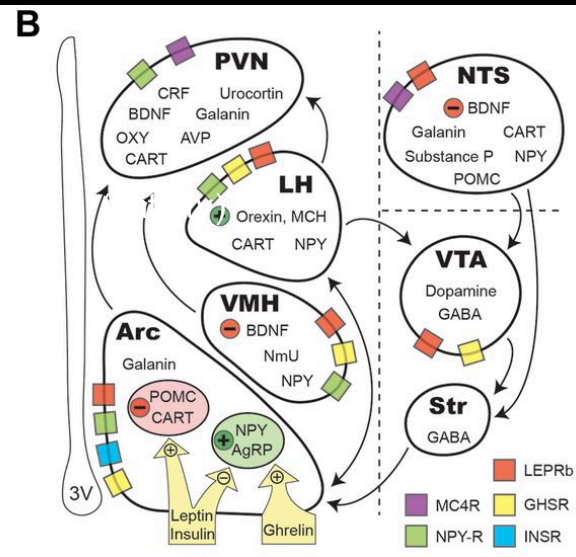 B
PVN
CRF Urocortin
BDNF Galanin
OXY AVP
CART
NTS
− BDNF
Galanin CART
Substance P NPY
POMC
LH
+ Orexin, MCH
CART NPY
VTA
Dopamine
GABA
VMH
− BDNF
NmU
NPY
Arc
Galanin
− POMC
CART
+ NPY
AgRP
Str
GABA
+
−
+
Leptin
Insulin
Ghrelin
3V
LEPRb
MC4R GHSR
NPY-R INSR